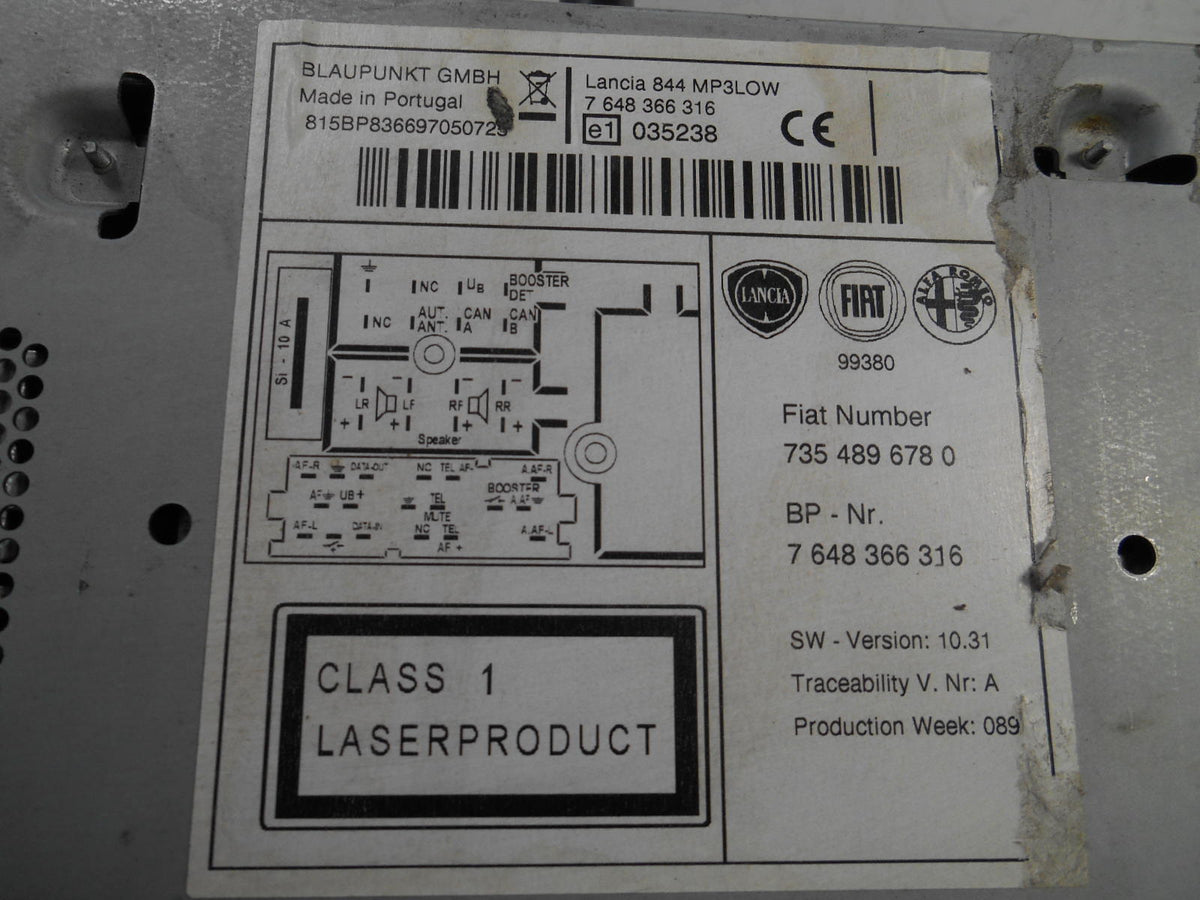 BLAUPUNKT GMBH
Made in Portugal
815BP83669705072
Lancia 844 MP3LOW
7 648 366 316
e1 035238
CE
NC UB BOOSTER DET
NC AUT. ANT. CAN A CAN B
Si - 10 A
- - - -
LR LF RF RR
+ + + +
Speaker
AF-R DATA-OUT NC TEL AF- A.AF-R
BOOSTER
AF UB+ TEL A.AF
MUTE
AF-L DATA-IN NC TEL A.AF-L
AF +
LANCIA
FIAT
ALFA ROMEO
99380
Fiat Number
735 489 678 0
BP - Nr.
7 648 366 316
SW - Version: 10.31
Traceability V. Nr: A
Production Week: 089
CLASS 1
LASERPRODUCT